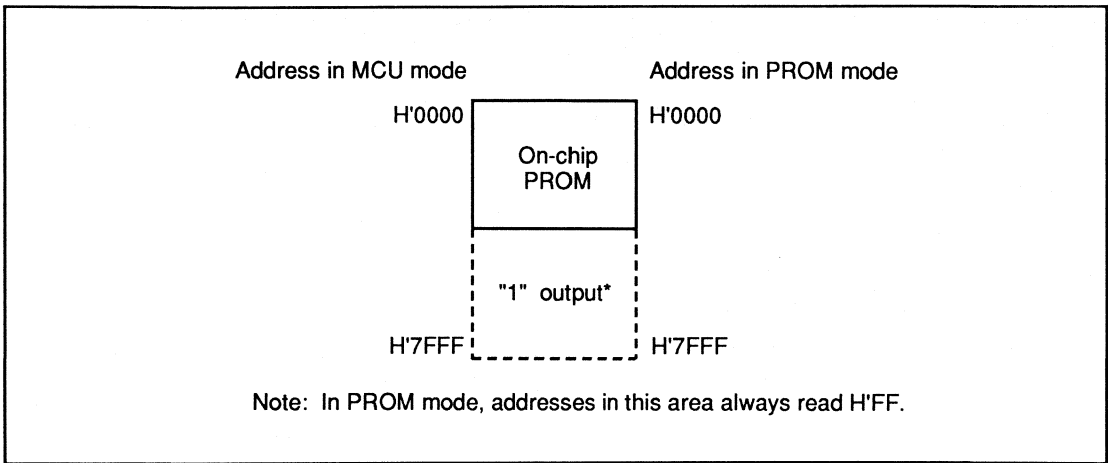 Address in MCU mode Address in PROM mode
H'0000 H'0000
On-chip
PROM
"1" output*
H'7FFF H'7FFF
Note: In PROM mode, addresses in this area always read H'FF.